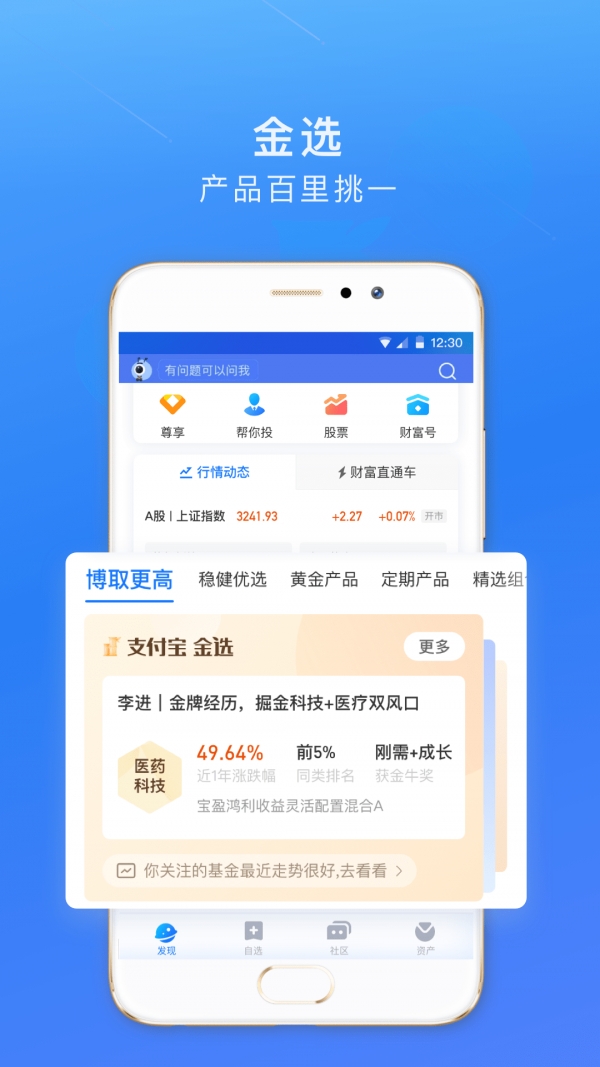 金选
产品百里挑一
12:30
有问题可以问我
尊享 帮你投 股票 财富号
行情动态 财富直通车
A股 | 上证指数 3241.93 +2.27 +0.07% 开市
博取更高 稳健优选 黄金产品 定期产品 精选组
支付宝 金选 更多
李进 | 金牌经历，掘金科技+医疗双风口
医药
科技
49.64% 前5% 刚需+成长
近1年涨跌幅 同类排名 获金牛奖
宝盈鸿利收益灵活配置混合A
你关注的基金最近走势很好,去看看 >
发现 自选 社区 资产